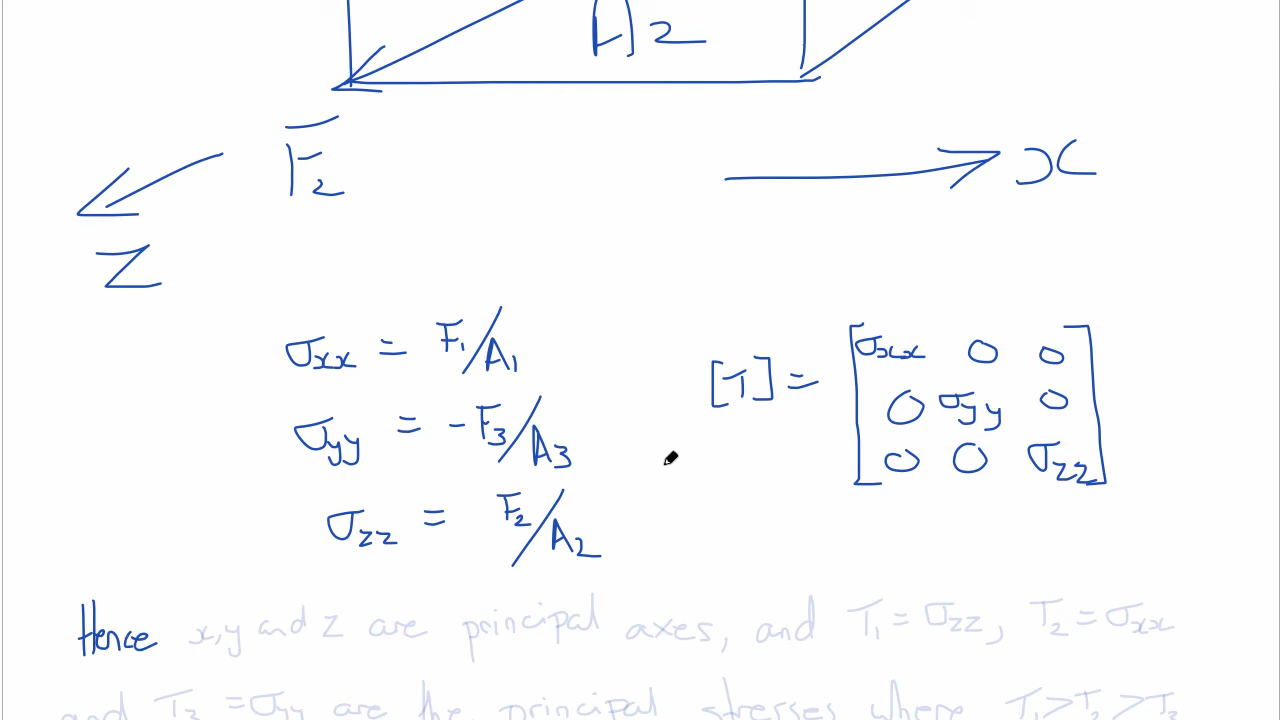 A2
F2
x
z
σxx = F1/A1
[T] = [σxx 0 0
0 σyy 0
0 0 σzz]
σyy = -F3/A3
σzz = F2/A2
Hence x, y and z are principal axes, and T1 = σzz, T2 = σxx
and T3 = σyy are the principal stresses where T1 > T2 > T3